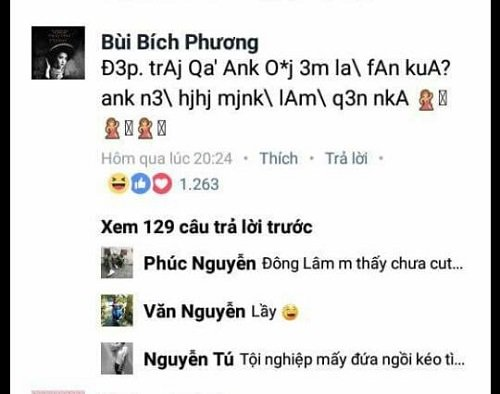 Bùi Bích Phương
Đ3p. trAj Qa' Ank O*j 3m la\ fAn kuA?
ank n3\ hjhj mjnk\ lAm\ q3n nkA
Hôm qua lúc 20:24 • Thích • Trả lời •
1.263
Xem 129 câu trả lời trước
Phúc Nguyễn Đông Lâm m thấy chưa cut...
Văn Nguyễn Lầy
Nguyễn Tú Tội nghiệp mấy đứa ngồi kéo tì...